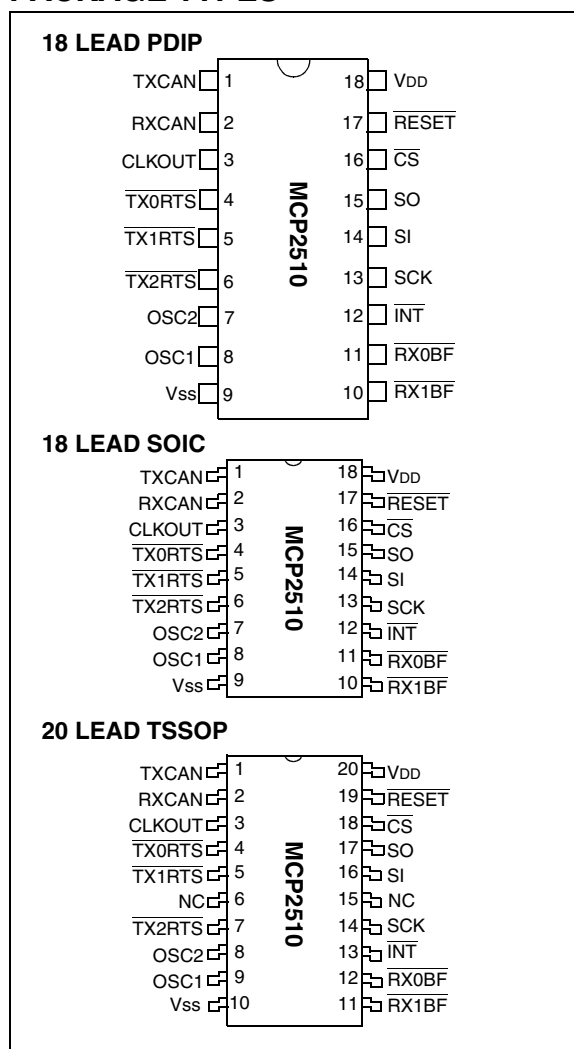 18 LEAD PDIP
TXCAN 1 18 VDD
RXCAN 2 17 RESET
CLKOUT 3 16 CS
TX0RTS 4 15 SO
TX1RTS 5 14 SI
TX2RTS 6 13 SCK
OSC2 7 12 INT
OSC1 8 11 RX0BF
Vss 9 10 RX1BF
MCP2510
18 LEAD SOIC
TXCAN 1 18 VDD
RXCAN 2 17 RESET
CLKOUT 3 16 CS
TX0RTS 4 15 SO
TX1RTS 5 14 SI
TX2RTS 6 13 SCK
OSC2 7 12 INT
OSC1 8 11 RX0BF
Vss 9 10 RX1BF
MCP2510
20 LEAD TSSOP
TXCAN 1 20 VDD
RXCAN 2 19 RESET
CLKOUT 3 18 CS
TX0RTS 4 17 SO
TX1RTS 5 16 SI
NC 6 15 NC
TX2RTS 7 14 SCK
OSC2 8 13 INT
OSC1 9 12 RX0BF
Vss 10 11 RX1BF
MCP2510